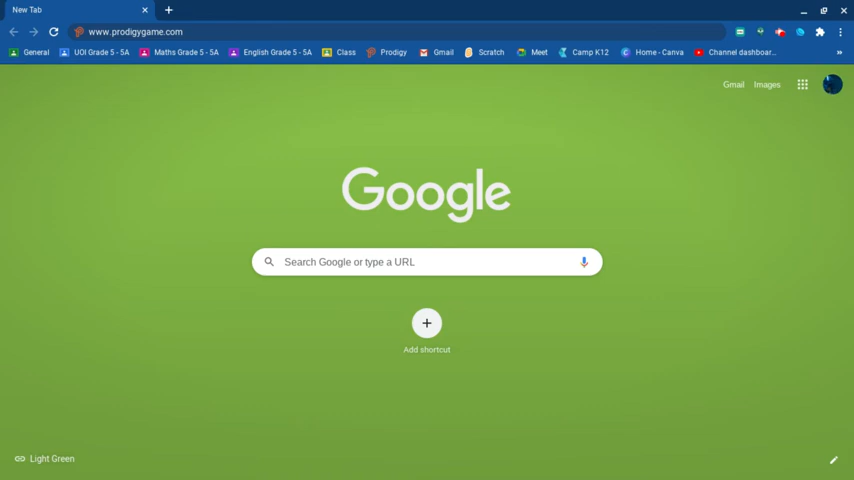 New Tab
www.prodigygame.com
General UOI Grade 5 - 5A Maths Grade 5 - 5A English Grade 5 - 5A Class Prodigy Gmail Scratch Meet Camp K12 Home - Canva Channel dashboar... »
Gmail Images
Google
Search Google or type a URL
Add shortcut
Light Green